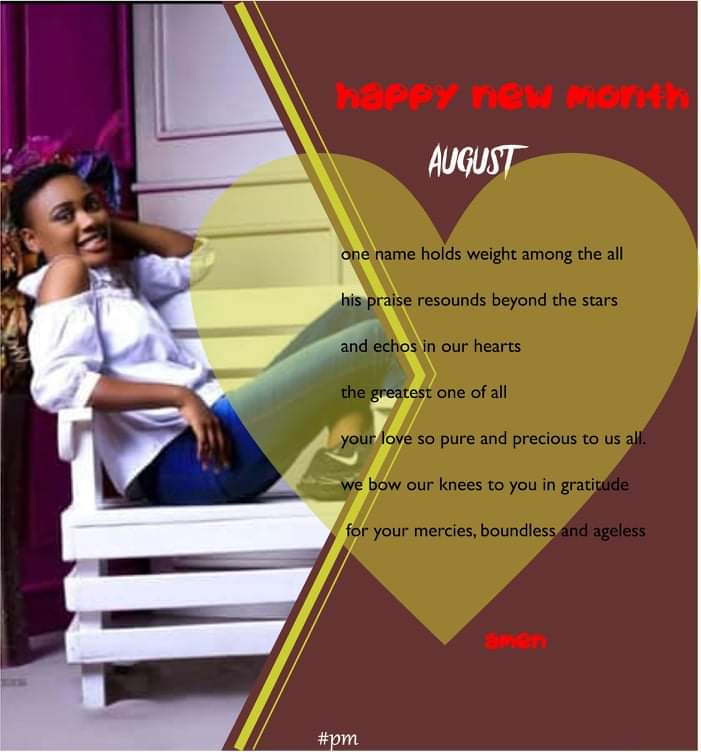 happy new month
AUGUST
one name holds weight among the all
his praise resounds beyond the stars
and echos in our hearts
the greatest one of all
your love so pure and precious to us all.
we bow our knees to you in gratitude
for your mercies, boundless and ageless
amen
#pm